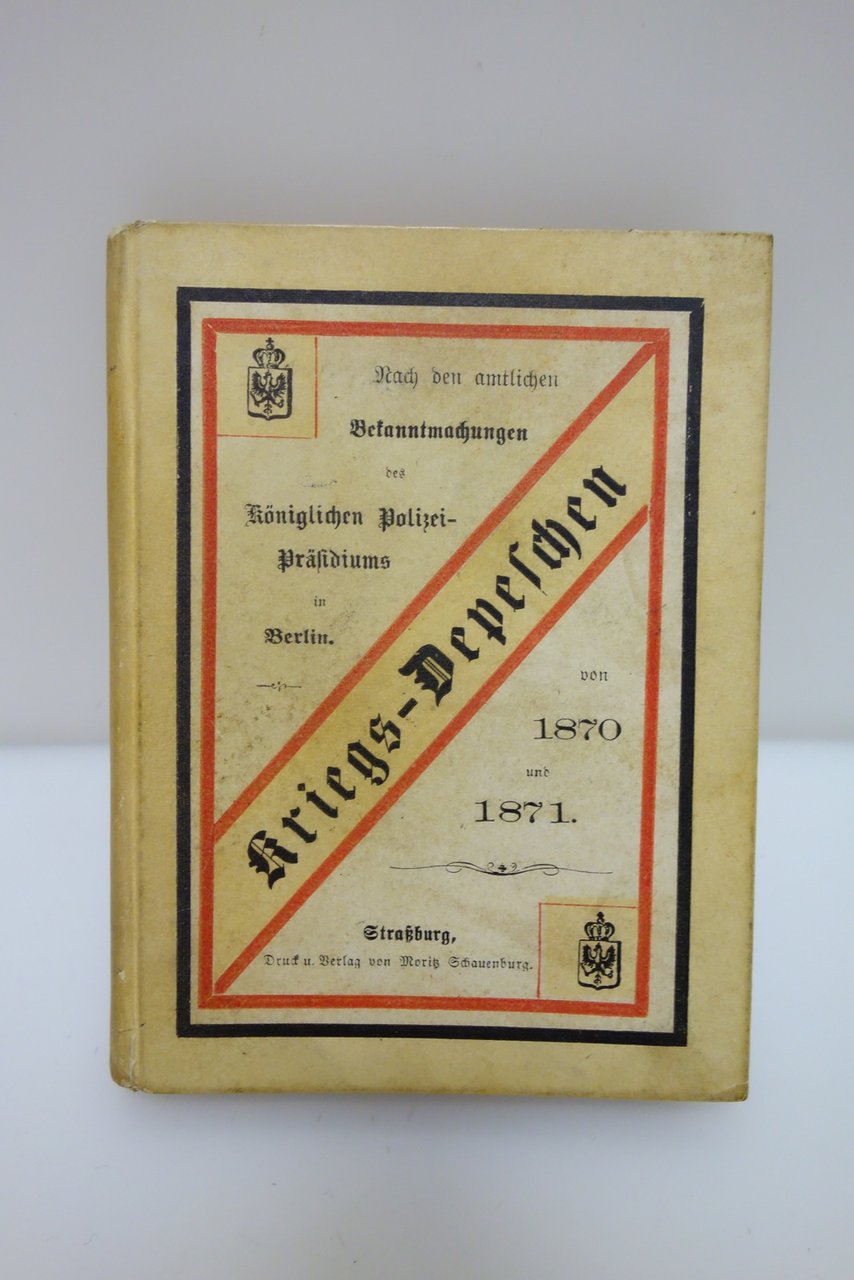 Nach den amtlichen
Bekanntmachungen
des
Königlichen Polizei-
Präsidiums
in
Berlin.
Kriegs-Depeschen
von
1870
und
1871.
Straßburg,
Druck u. Verlag von Moritz Schauenburg.